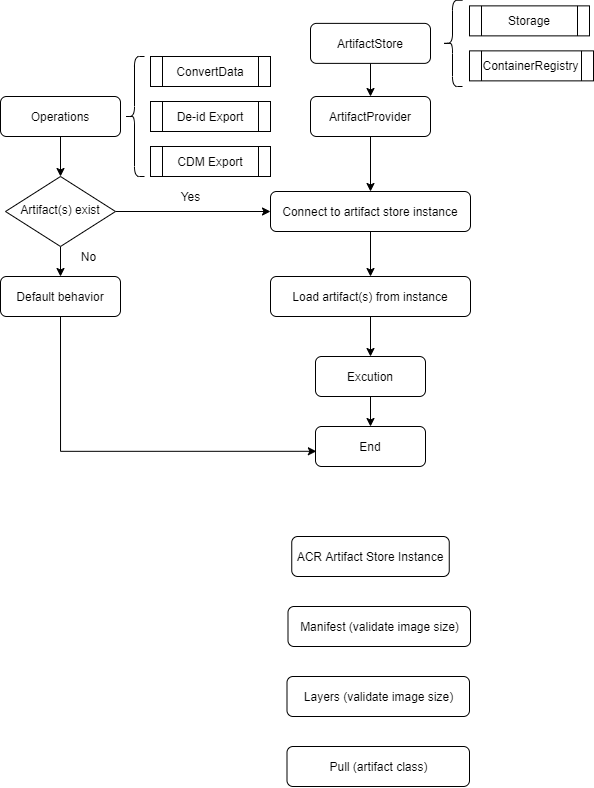 Storage
ArtifactStore
ContainerRegistry
ConvertData
Operations
De-id Export
ArtifactProvider
CDM Export
Artifact(s) exist
Yes
Connect to artifact store instance
No
Default behavior
Load artifact(s) from instance
Excution
End
ACR Artifact Store Instance
Manifest (validate image size)
Layers (validate image size)
Pull (artifact class)